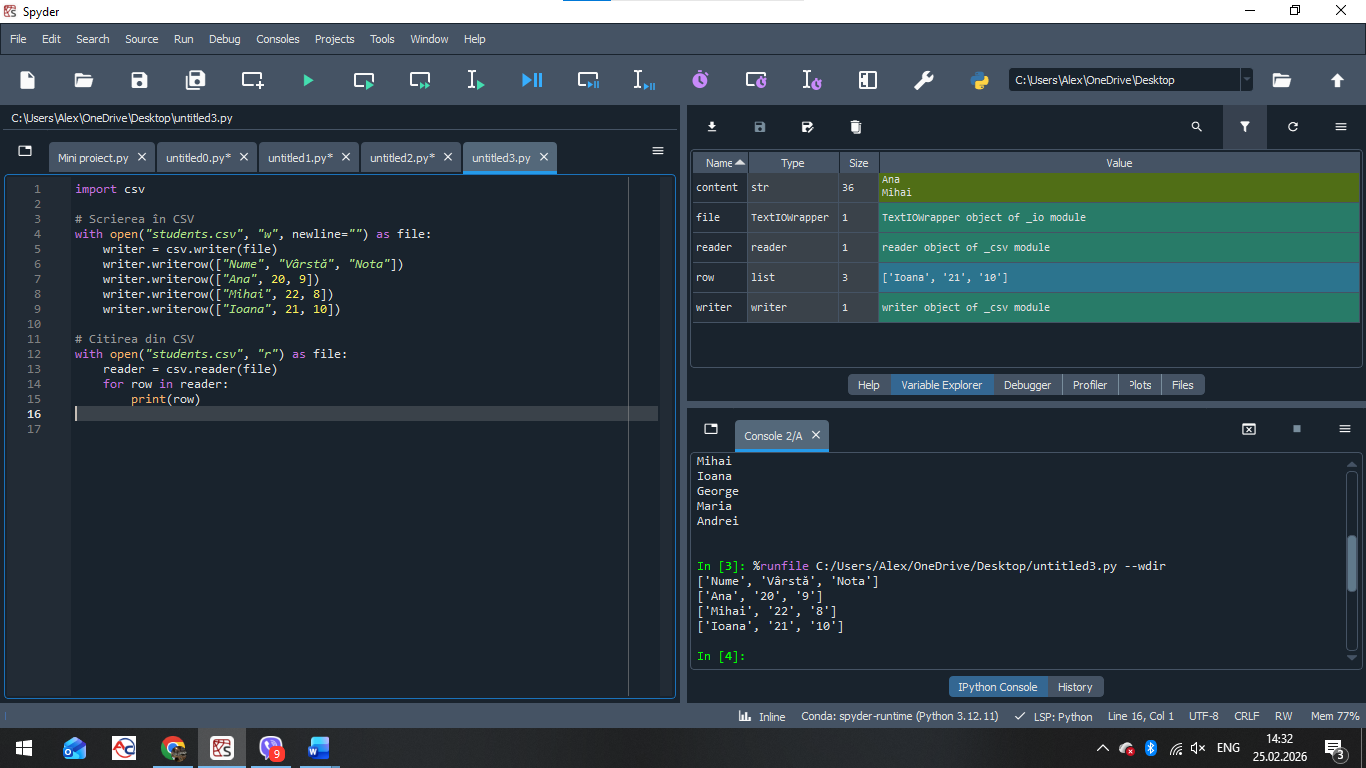 Spyder
File Edit Search Source Run Debug Consoles Projects Tools Window Help
C:\Users\Alex\OneDrive\Desktop
C:\Users\Alex\OneDrive\Desktop\untitled3.py
Mini proiect.py untitled0.py* untitled1.py* untitled2.py* untitled3.py
1 import csv
2
3 # Scrierea în CSV
4 with open("students.csv", "w", newline="") as file:
5     writer = csv.writer(file)
6     writer.writerow(["Nume", "Vârstă", "Nota"])
7     writer.writerow(["Ana", 20, 9])
8     writer.writerow(["Mihai", 22, 8])
9     writer.writerow(["Ioana", 21, 10])
10
11 # Citirea din CSV
12 with open("students.csv", "r") as file:
13     reader = csv.reader(file)
14     for row in reader:
15         print(row)
16
17
Name Type Size Value
content str 36 Ana
Mihai
file TextIOWrapper 1 TextIOWrapper object of _io module
reader reader 1 reader object of _csv module
row list 3 ['Ioana', '21', '10']
writer writer 1 writer object of _csv module
Help Variable Explorer Debugger Profiler Plots Files
Console 2/A
Mihai
Ioana
George
Maria
Andrei
In [3]: %runfile C:/Users/Alex/OneDrive/Desktop/untitled3.py --wdir
['Nume', 'Vârstă', 'Nota']
['Ana', '20', '9']
['Mihai', '22', '8']
['Ioana', '21', '10']
In [4]:
IPython Console History
Inline Conda: spyder-runtime (Python 3.12.11) LSP: Python Line 16, Col 1 UTF-8 CRLF RW Mem 77%
9
ENG
14:32
25.02.2026
3